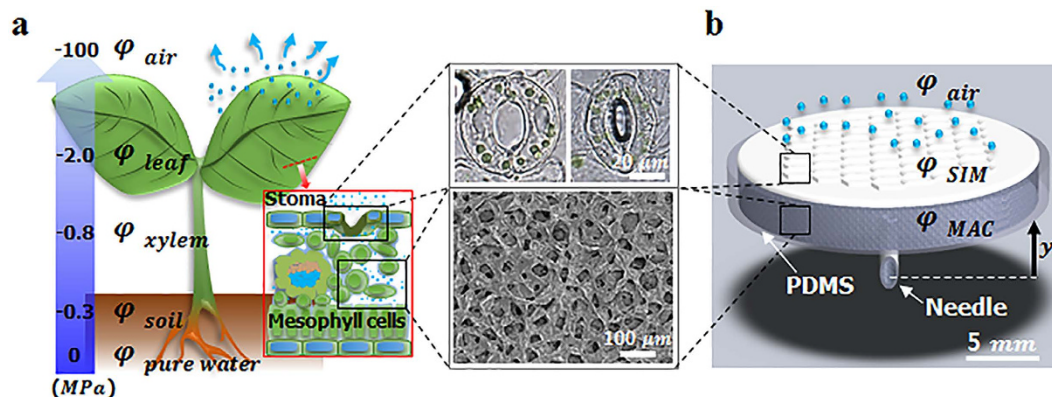 a
-100
φ air
-2.0
φ leaf
-0.8
φ xylem
-0.3
φ soil
0
φ pure water
(MPa)
Stoma
Mesophyll cells
20 μm
100 μm
b
φ air
φ SIM
φ MAC
y
PDMS
Needle
5 mm